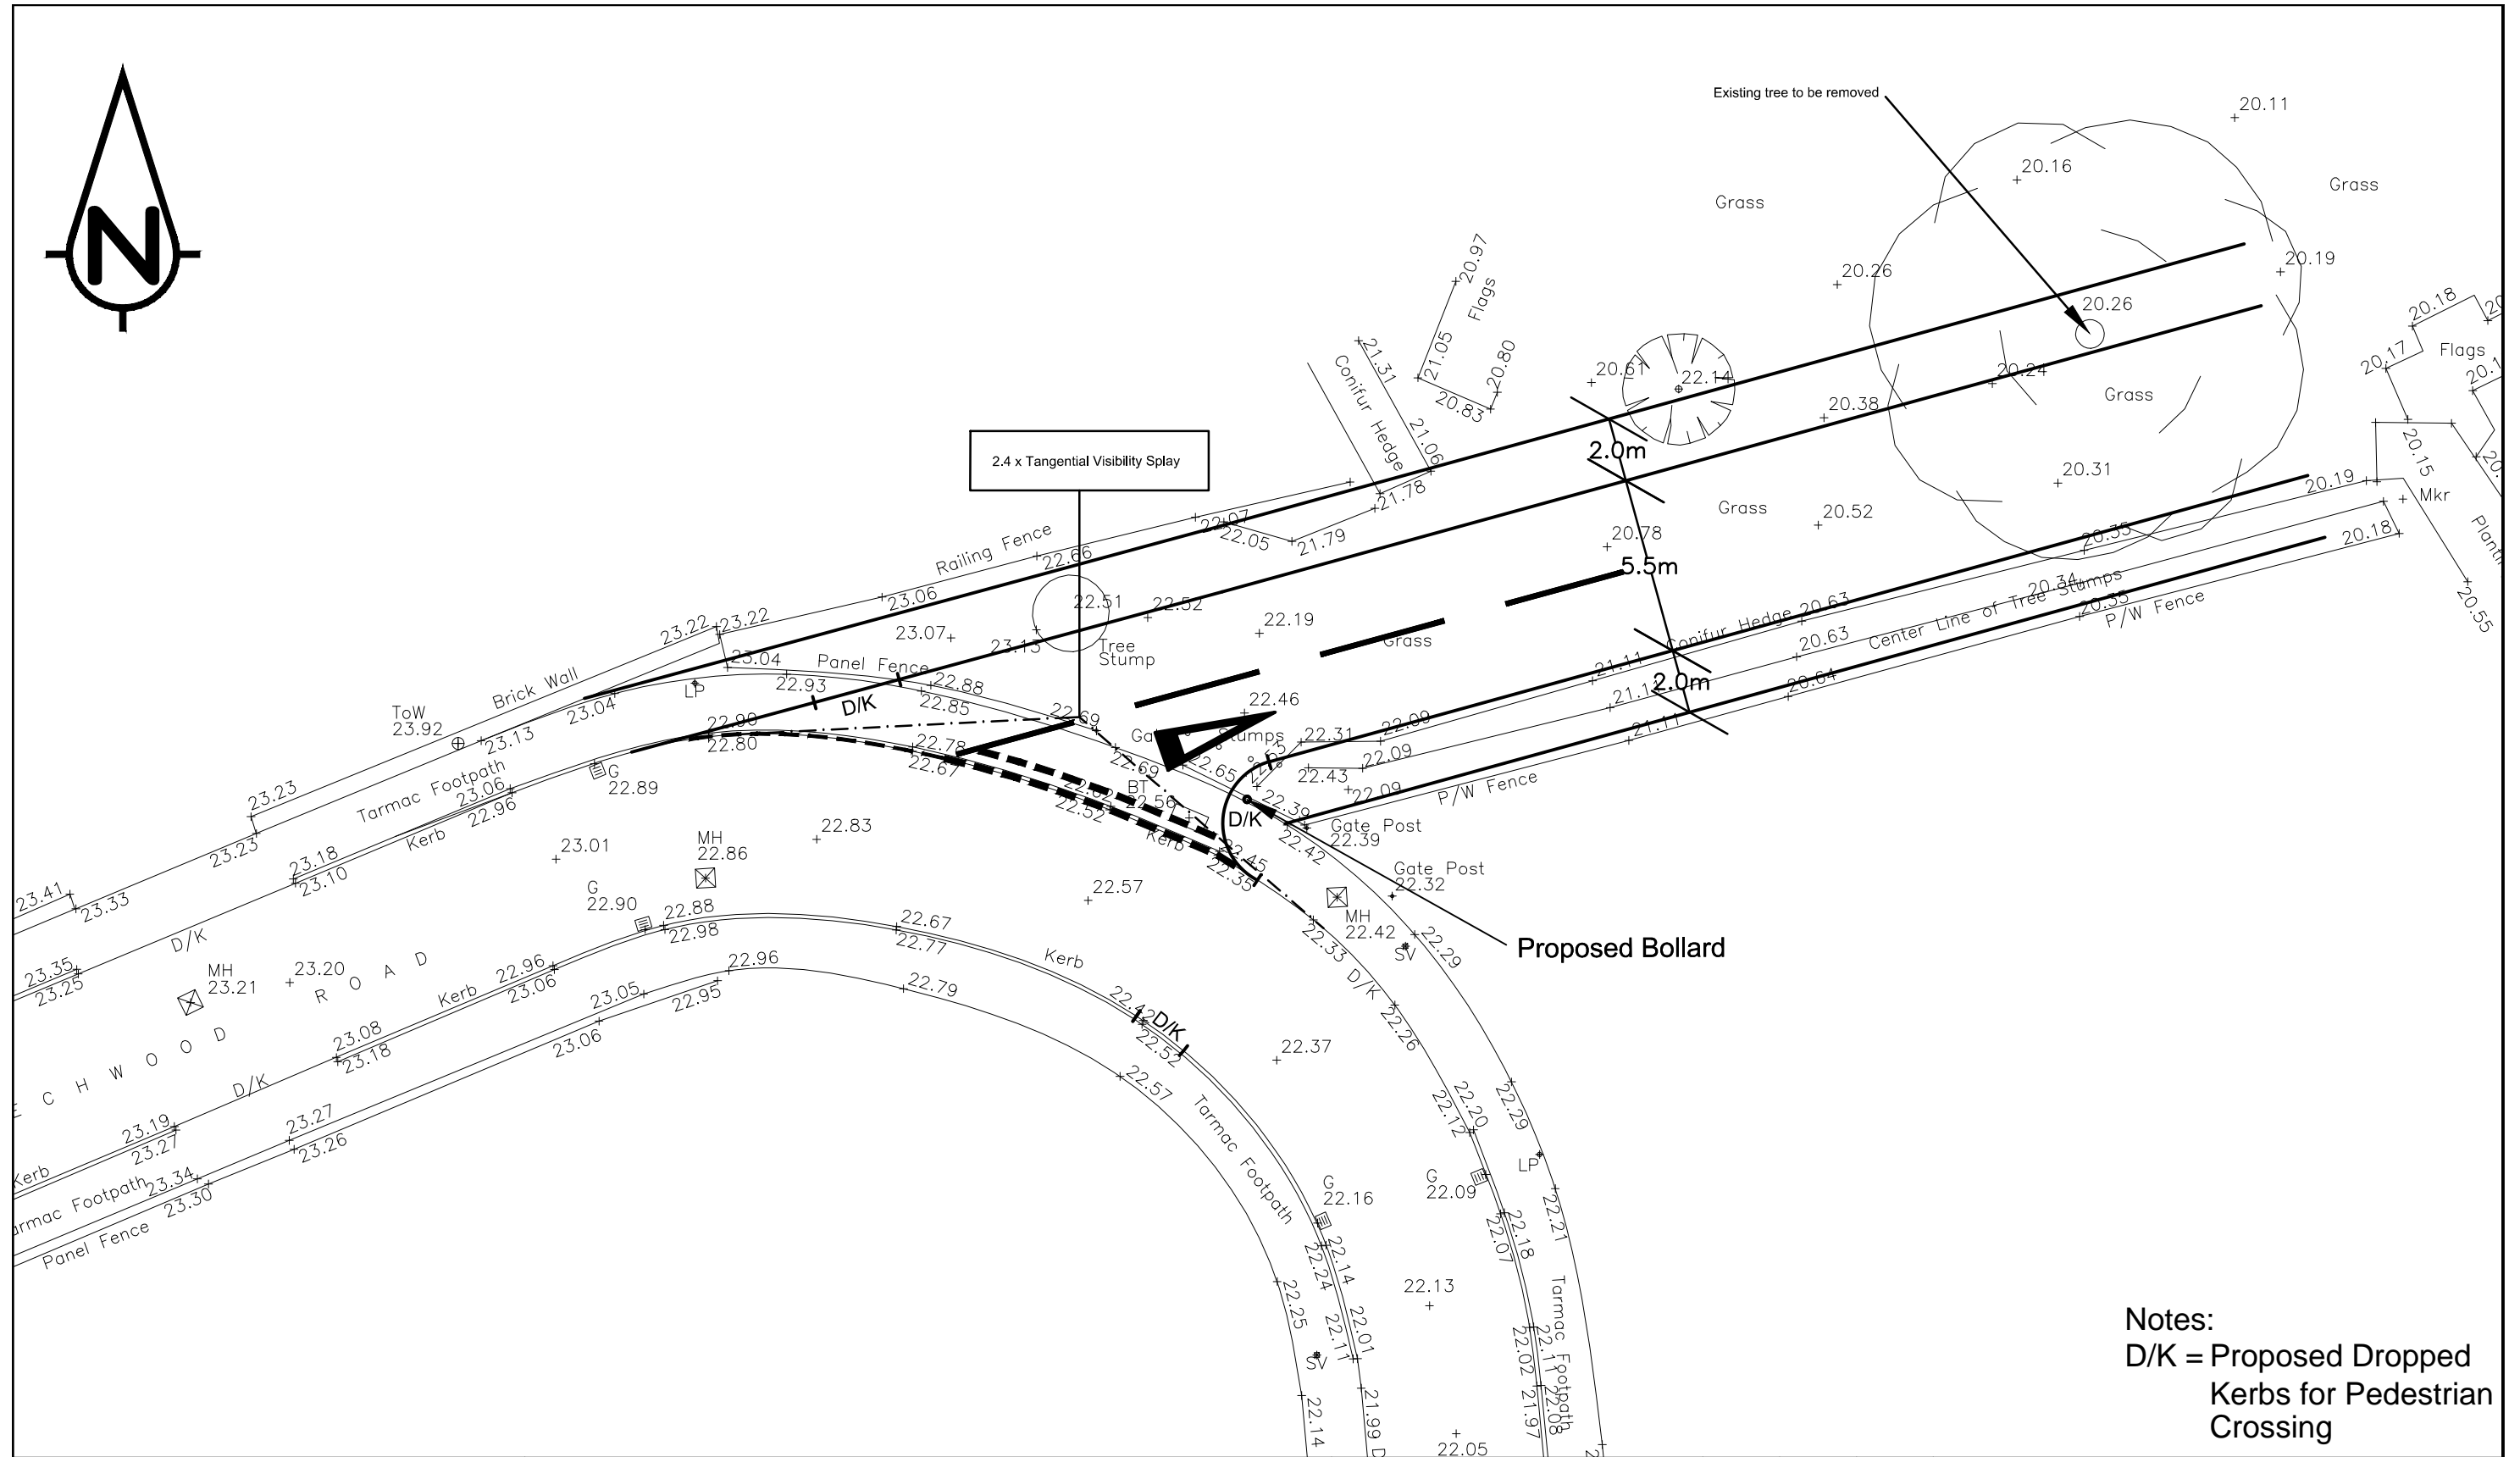 N
Existing tree to be removed
20.11
20.16
Grass
Grass
20.97
Flags
20.26
20.19
20.26
20.18
21.31
21.05
20.80
20.83
Conifur Hedge
20.61
22.14
20.24
20.17
Flags
Grass
20.38
21.06
2.0m
2.4 x Tangential Visibility Splay
20.31
20.15
20.19
Mkr
21.78
22.07
22.05
21.79
Grass
20.52
20.78
20.35
20.18
Railing Fence
22.66
5.5m
20.34
Center Line of Tree Stumps
20.35
P/W Fence
20.55
23.06
22.51
22.52
22.19
Grass
Conifur Hedge
20.63
20.63
23.22
23.22
23.07
23.13
Tree
Stump
23.04
Panel Fence
22.93
22.88
22.85
D/K
LP
21.11
21.11
2.0m
20.64
21.11
Brick Wall
ToW
23.92
23.04
23.13
22.90
22.80
22.69
22.46
22.31
22.09
22.09
22.43
22.09
P/W Fence
22.78
22.67
22.69
22.65
Stumps
BT
22.56
22.62
22.52
Kerb
D/K
22.39
22.42
Gate Post
22.39
G
22.89
Tarmac Footpath
23.06
22.96
Kerb
23.23
23.23
23.18
23.10
23.01
MH
22.86
22.83
22.45
22.35
22.57
Gate Post
22.32
MH
22.42
SV
22.29
Proposed Bollard
23.41
23.33
D/K
G
22.90
22.88
22.98
22.67
22.77
Kerb
22.33
D/K
22.26
23.35
23.25
MH
23.21
23.20
R O A D
22.96
23.06
Kerb
23.05
22.95
22.96
22.79
22.42
22.52
D/K
22.37
E C H W O O D
23.08
23.18
23.06
D/K
22.57
22.20
22.12
22.29
LP
23.19
23.27
23.27
23.26
Kerb
23.34
23.30
Panel Fence
Tarmac Footpath
G
22.16
G
22.09
22.18
22.07
22.21
22.14
22.24
22.13
22.25
22.01
22.11
SV
Tarmac Footpath
22.02
22.11
21.97
22.08
22.14
21.99
22.05
Notes:
D/K = Proposed Dropped
Kerbs for Pedestrian
Crossing